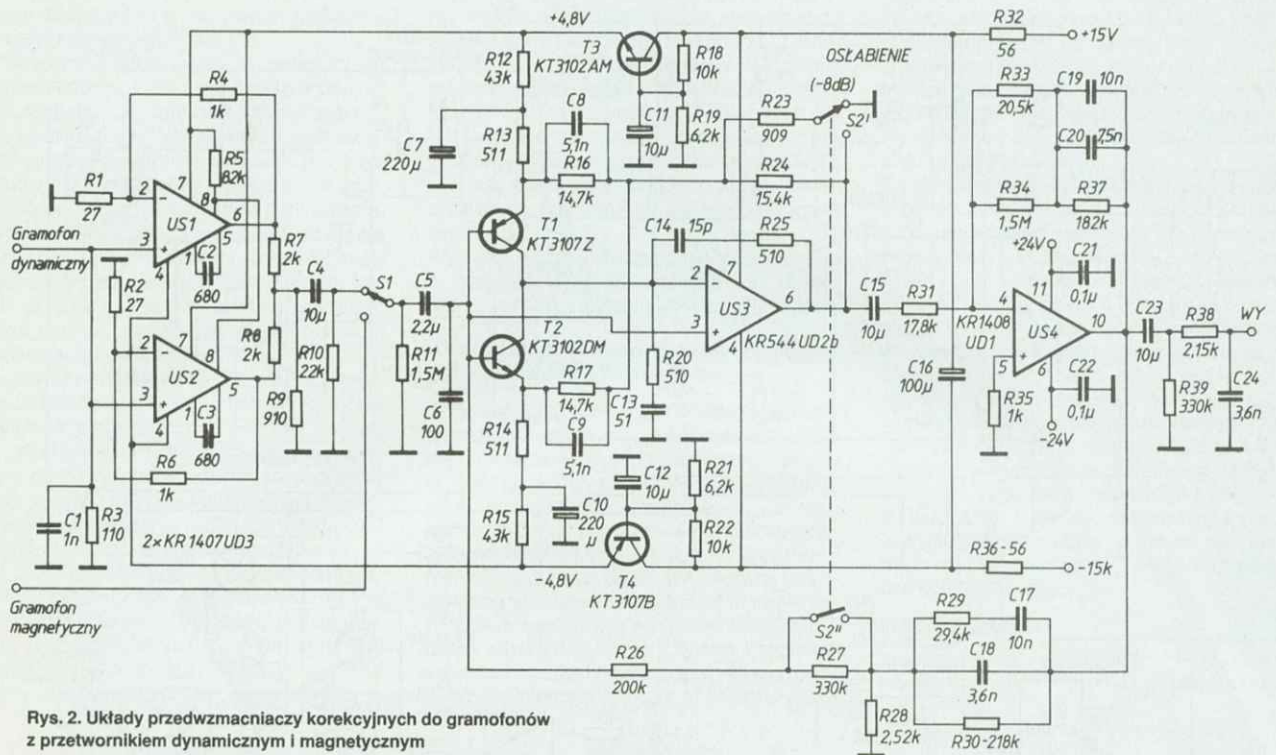 +4,8V
T3
KT3102AM
R12
43k
R18
10k
OSŁABIENIE
(-8dB)
R32
56
+15V
R4
1k
C8
5,1n
R23
909
S2'
R33
20,5k
C19
10n
C7
220µ
R13
511
C11
10µ
R19
6,2k
R5
82k
R16
14,7k
R24
15,4k
C20
7,5n
R1
27
2
7
8
US1
6
3
5
1
4
C2
680
Gramofon
dynamiczny
T1
KT3107Z
C14
15p
R25
510
R34
1,5M
R37
182k
R7
2k
C4
10µ
S1
C5
2,2µ
+24V
C21
0,1µ
R2
27
2
7
US3
6
3
4
KR544UD2b
C15
10µ
R31
17,8k
KR1408
UD1
4
11
US4
10
5
6
C23
10µ
R38
2,15k
WY
R8
2k
T2
KT3102DM
2
7
8
US2
5
3
1
4
C3
680
R10
22k
R11
1,5M
R17
14,7k
R20
510
C16
100µ
C22
0,1µ
R39
330k
C24
3,6n
R9
910
C6
100
C13
51
R35
1k
-24V
R14
511
C9
5,1n
R6
1k
C12
10µ
R21
6,2k
C1
1n
R3
110
R15
43k
C10
220
µ
R22
10k
2×KR1407UD3
R36-56
-15k
-4,8V
T4
KT3107B
Gramofon
magnetyczny
S2"
R29
29,4k
C17
10n
R26
200k
R27
330k
C18
3,6n
R28
2,52k
R30-218k
Rys. 2. Układy przedwzmacniaczy korekcyjnych do gramofonów
z przetwornikiem dynamicznym i magnetycznym